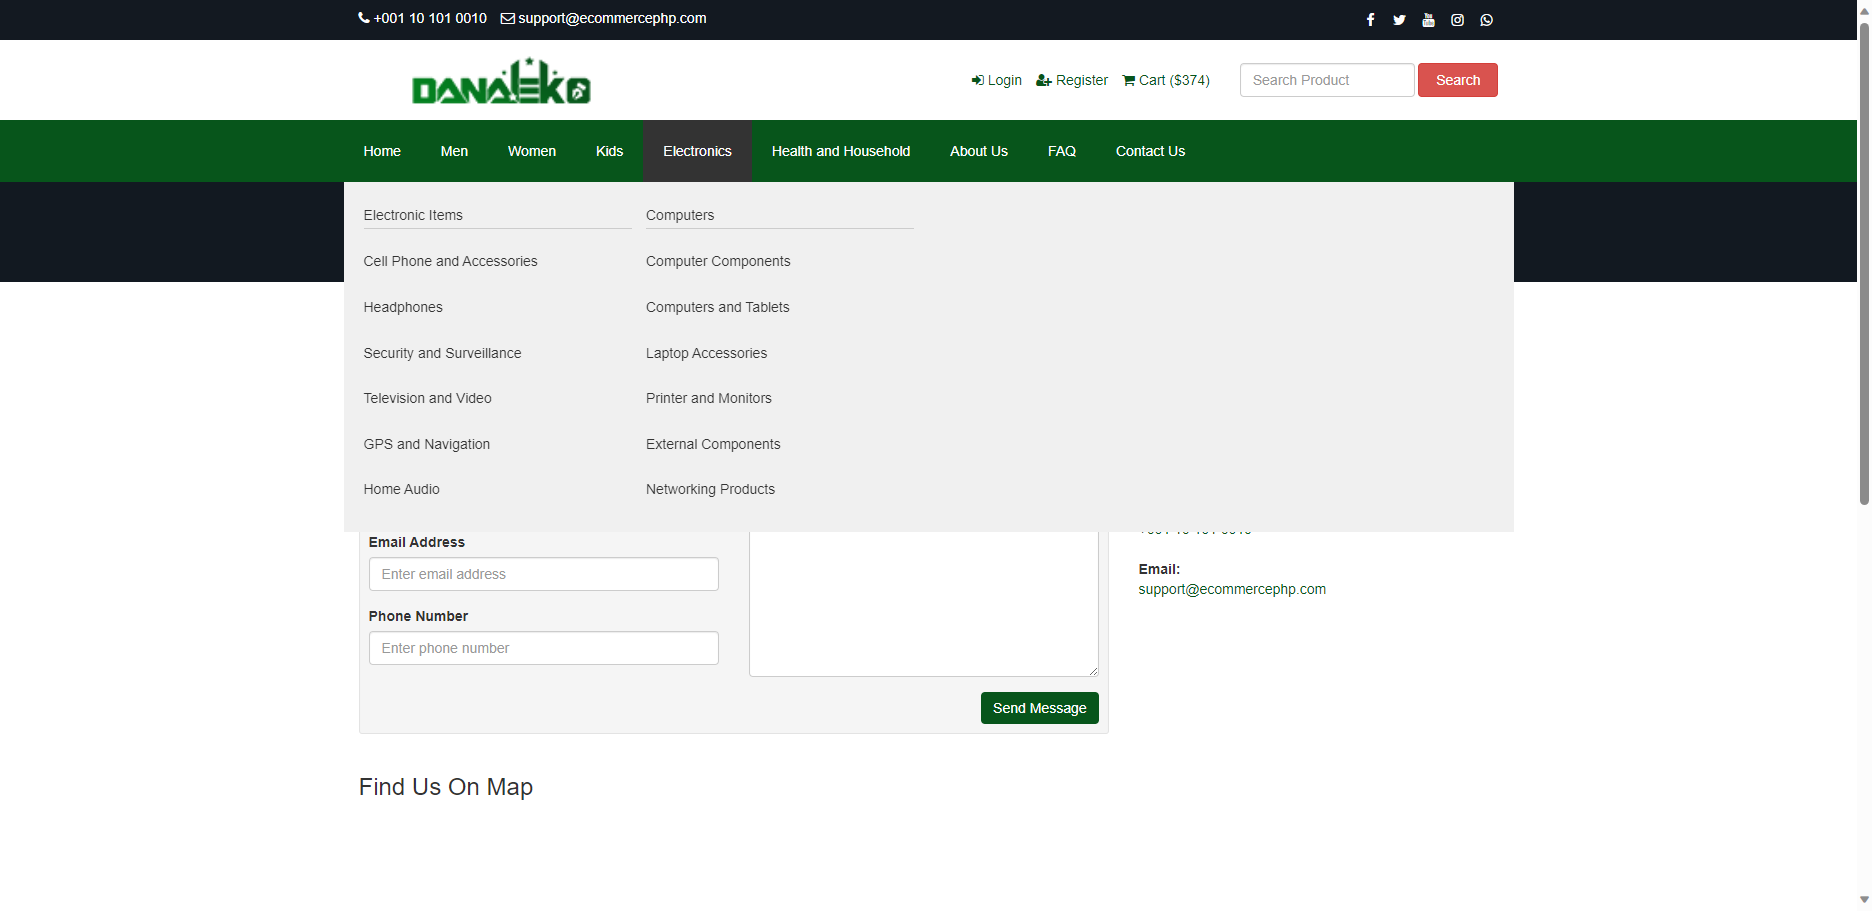 +001 10 101 0010 support@ecommercephp.com
DANALEKO
Login Register Cart ($374) Search Product Search
Home Men Women Kids Electronics Health and Household About Us FAQ Contact Us
Electronic Items
Cell Phone and Accessories
Headphones
Security and Surveillance
Television and Video
GPS and Navigation
Home Audio
Computers
Computer Components
Computers and Tablets
Laptop Accessories
Printer and Monitors
External Components
Networking Products
Email Address
Enter email address
Phone Number
Enter phone number
Send Message
Email:
support@ecommercephp.com
Find Us On Map